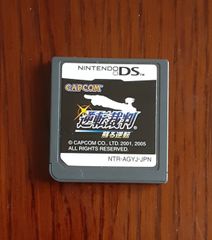 NINTENDO DS™
CAPCOM®
逆転裁判
蘇る逆転
© CAPCOM CO., LTD. 2001, 2005
ALL RIGHTS RESERVED.
NTR-AGYJ-JPN